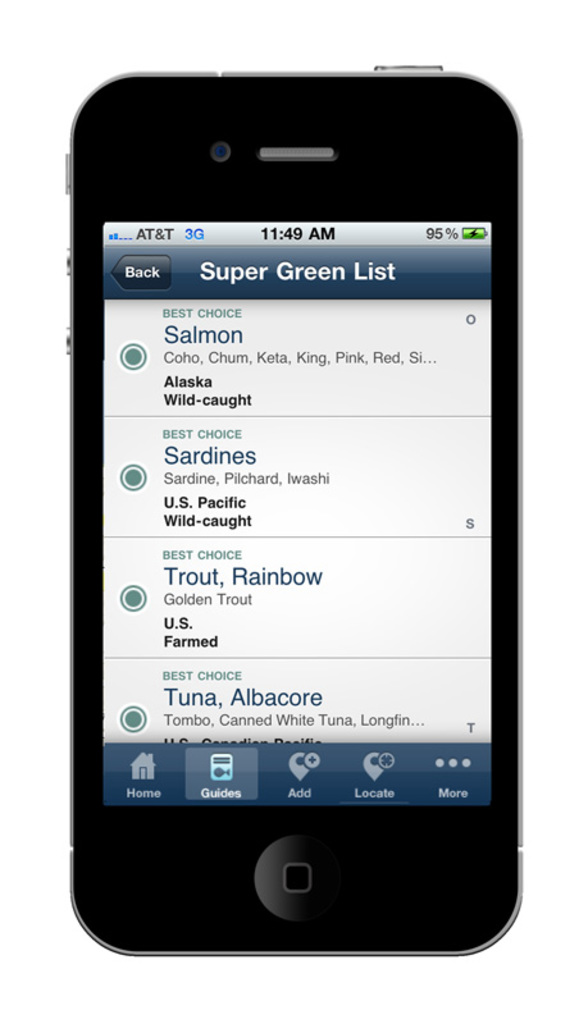 AT&T 3G 11:49 AM 95%
Back Super Green List
BEST CHOICE
O
Salmon
Coho, Chum, Keta, King, Pink, Red, Si...
Alaska
Wild-caught
BEST CHOICE
Sardines
Sardine, Pilchard, Iwashi
U.S. Pacific
Wild-caught
S
BEST CHOICE
Trout, Rainbow
Golden Trout
U.S.
Farmed
BEST CHOICE
Tuna, Albacore
Tombo, Canned White Tuna, Longfin...
T
U.S., Canadian Pacific
Home Guides Add Locate More